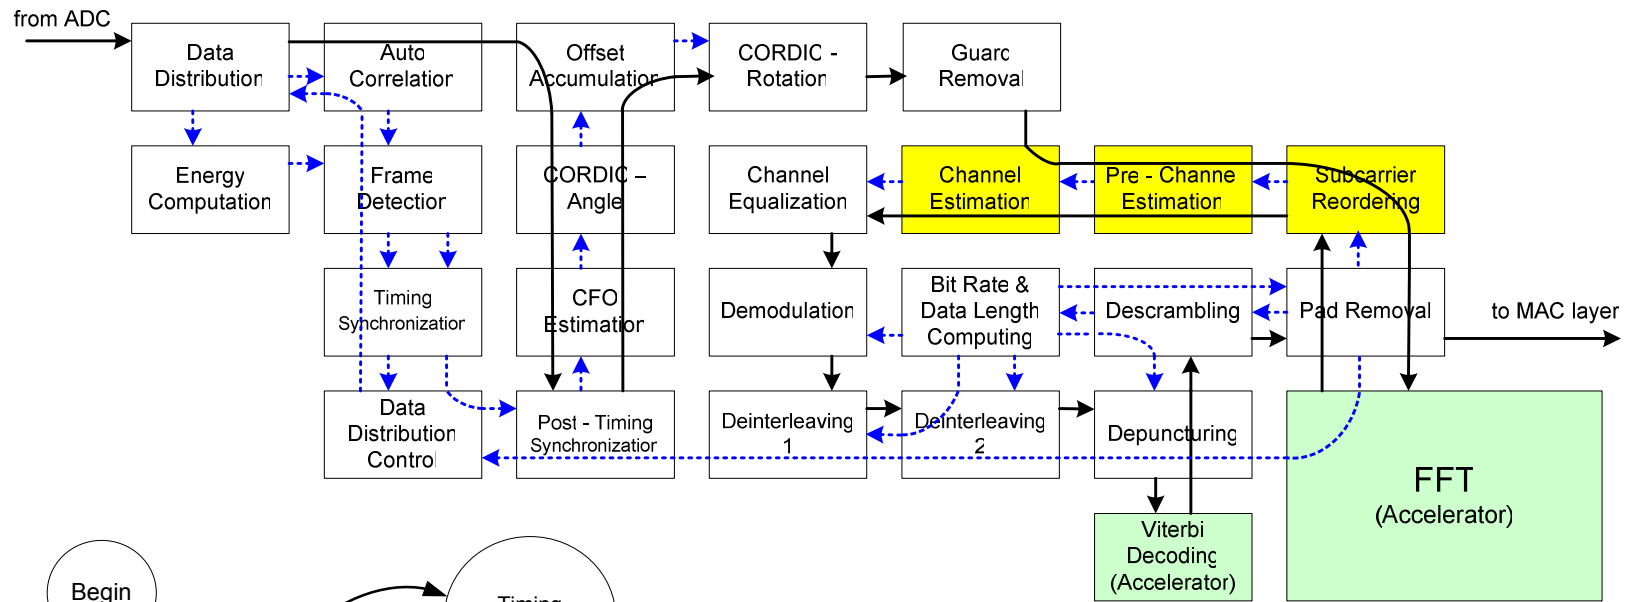 from ADC
Data
Distribution
Auto
Correlation
Offset
Accumulation
CORDIC -
Rotation
Guard
Removal
Energy
Computation
Frame
Detection
CORDIC –
Angle
Channel
Equalization
Channel
Estimation
Pre - Channel
Estimation
Subcarrier
Reordering
Timing
Synchronization
CFO
Estimation
Demodulation
Bit Rate &
Data Length
Computing
Descrambling
Pad Removal
to MAC layer
Data
Distribution
Control
Post - Timing
Synchronization
Deinterleaving
1
Deinterleaving
2
Depuncturing
FFT
(Accelerator)
Viterbi
Decoding
(Accelerator)
Begin
Timing